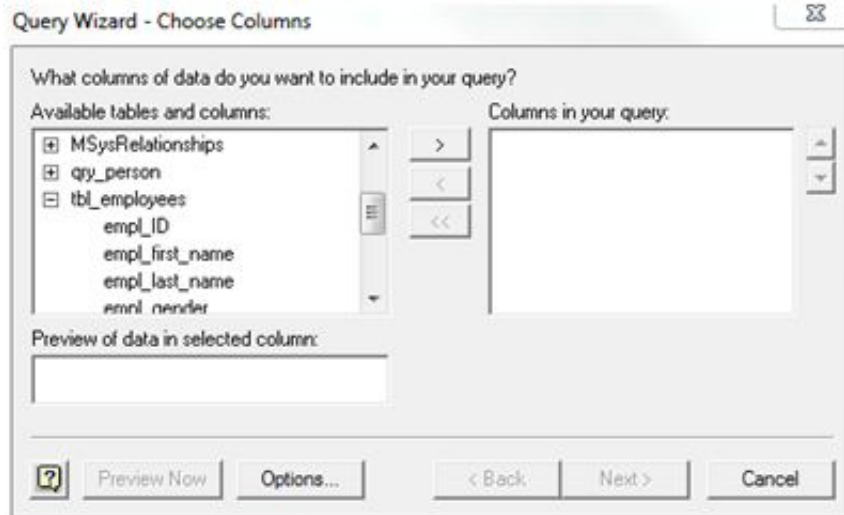 Query Wizard - Choose Columns
What columns of data do you want to include in your query?
Available tables and columns:
Columns in your query:
MSysRelationships
qry_person
tbl_employees
empl_ID
empl_first_name
empl_last_name
empl_gender
>
<
<<
Preview of data in selected column:
?
Preview Now
Options...
< Back
Next >
Cancel